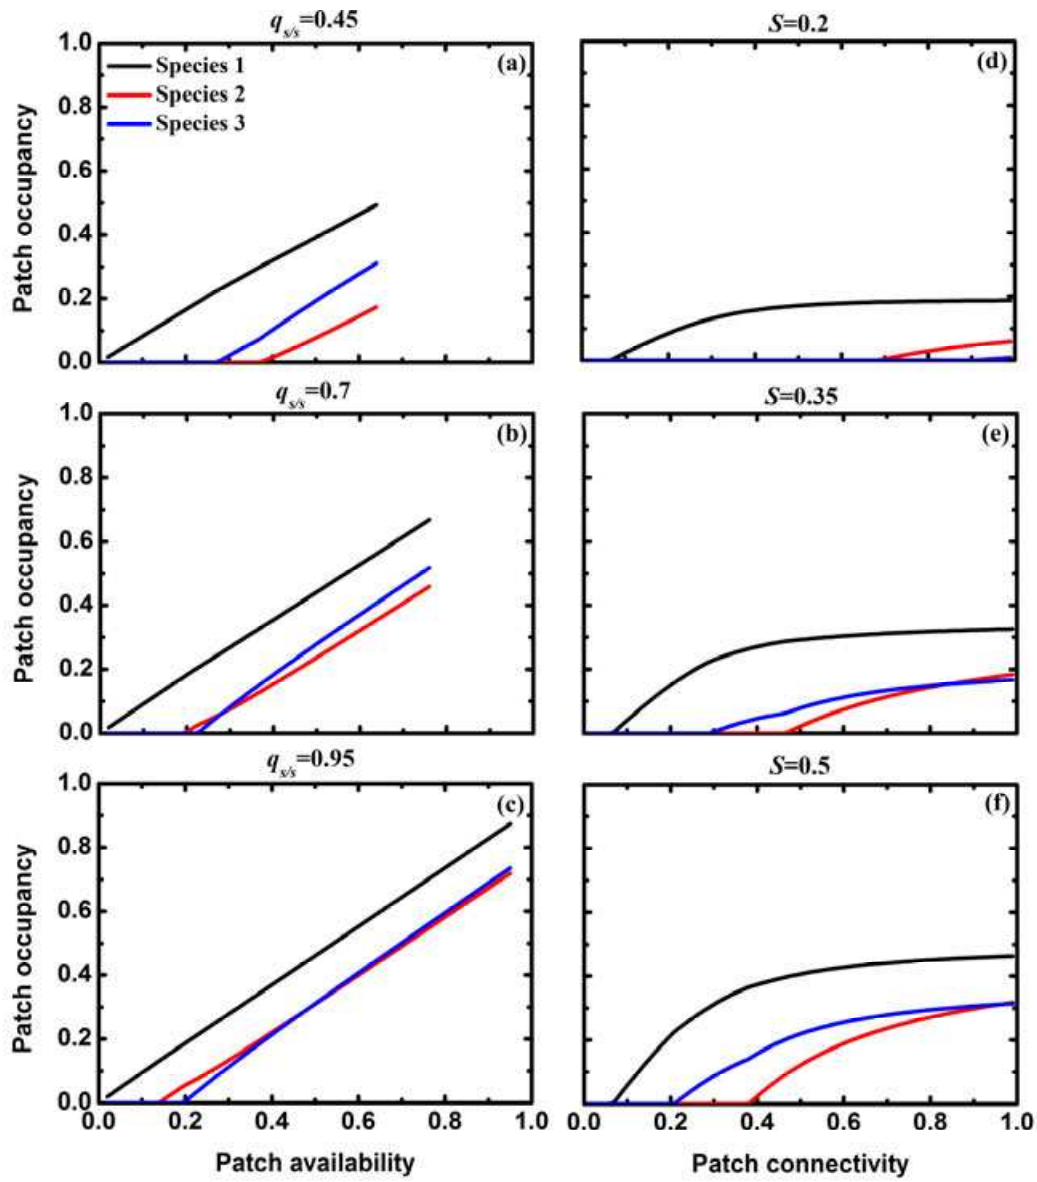 q_{s/s}=0.45
S=0.2
1.0
0.8
0.6
0.4
0.2
0.0
Patch occupancy
Species 1
Species 2
Species 3
(a)
(d)
q_{s/s}=0.7
S=0.35
1.0
0.8
0.6
0.4
0.2
0.0
Patch occupancy
(b)
(e)
q_{s/s}=0.95
S=0.5
1.0
0.8
0.6
0.4
0.2
0.0
Patch occupancy
(c)
(f)
0.0 0.2 0.4 0.6 0.8 1.0
0.0 0.2 0.4 0.6 0.8 1.0
Patch availability
Patch connectivity